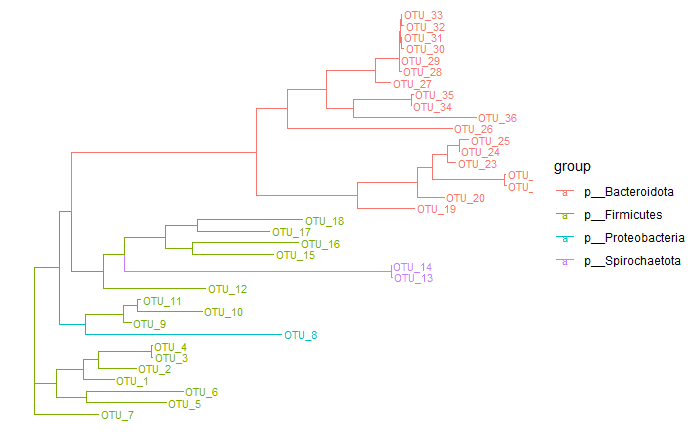 OTU_33
OTU_32
OTU_31
OTU_30
OTU_29
OTU_28
OTU_27
OTU_35
OTU_34
OTU_36
OTU_26
OTU_25
OTU_24
OTU_23
OTU_
OTU_
OTU_20
OTU_19
OTU_18
OTU_17
OTU_16
OTU_15
OTU_14
OTU_13
OTU_12
OTU_11
OTU_10
OTU_9
OTU_8
OTU_4
OTU_3
OTU_2
OTU_1
OTU_6
OTU_5
OTU_7
group
a p__Bacteroidota
a p__Firmicutes
a p__Proteobacteria
a p__Spirochaetota